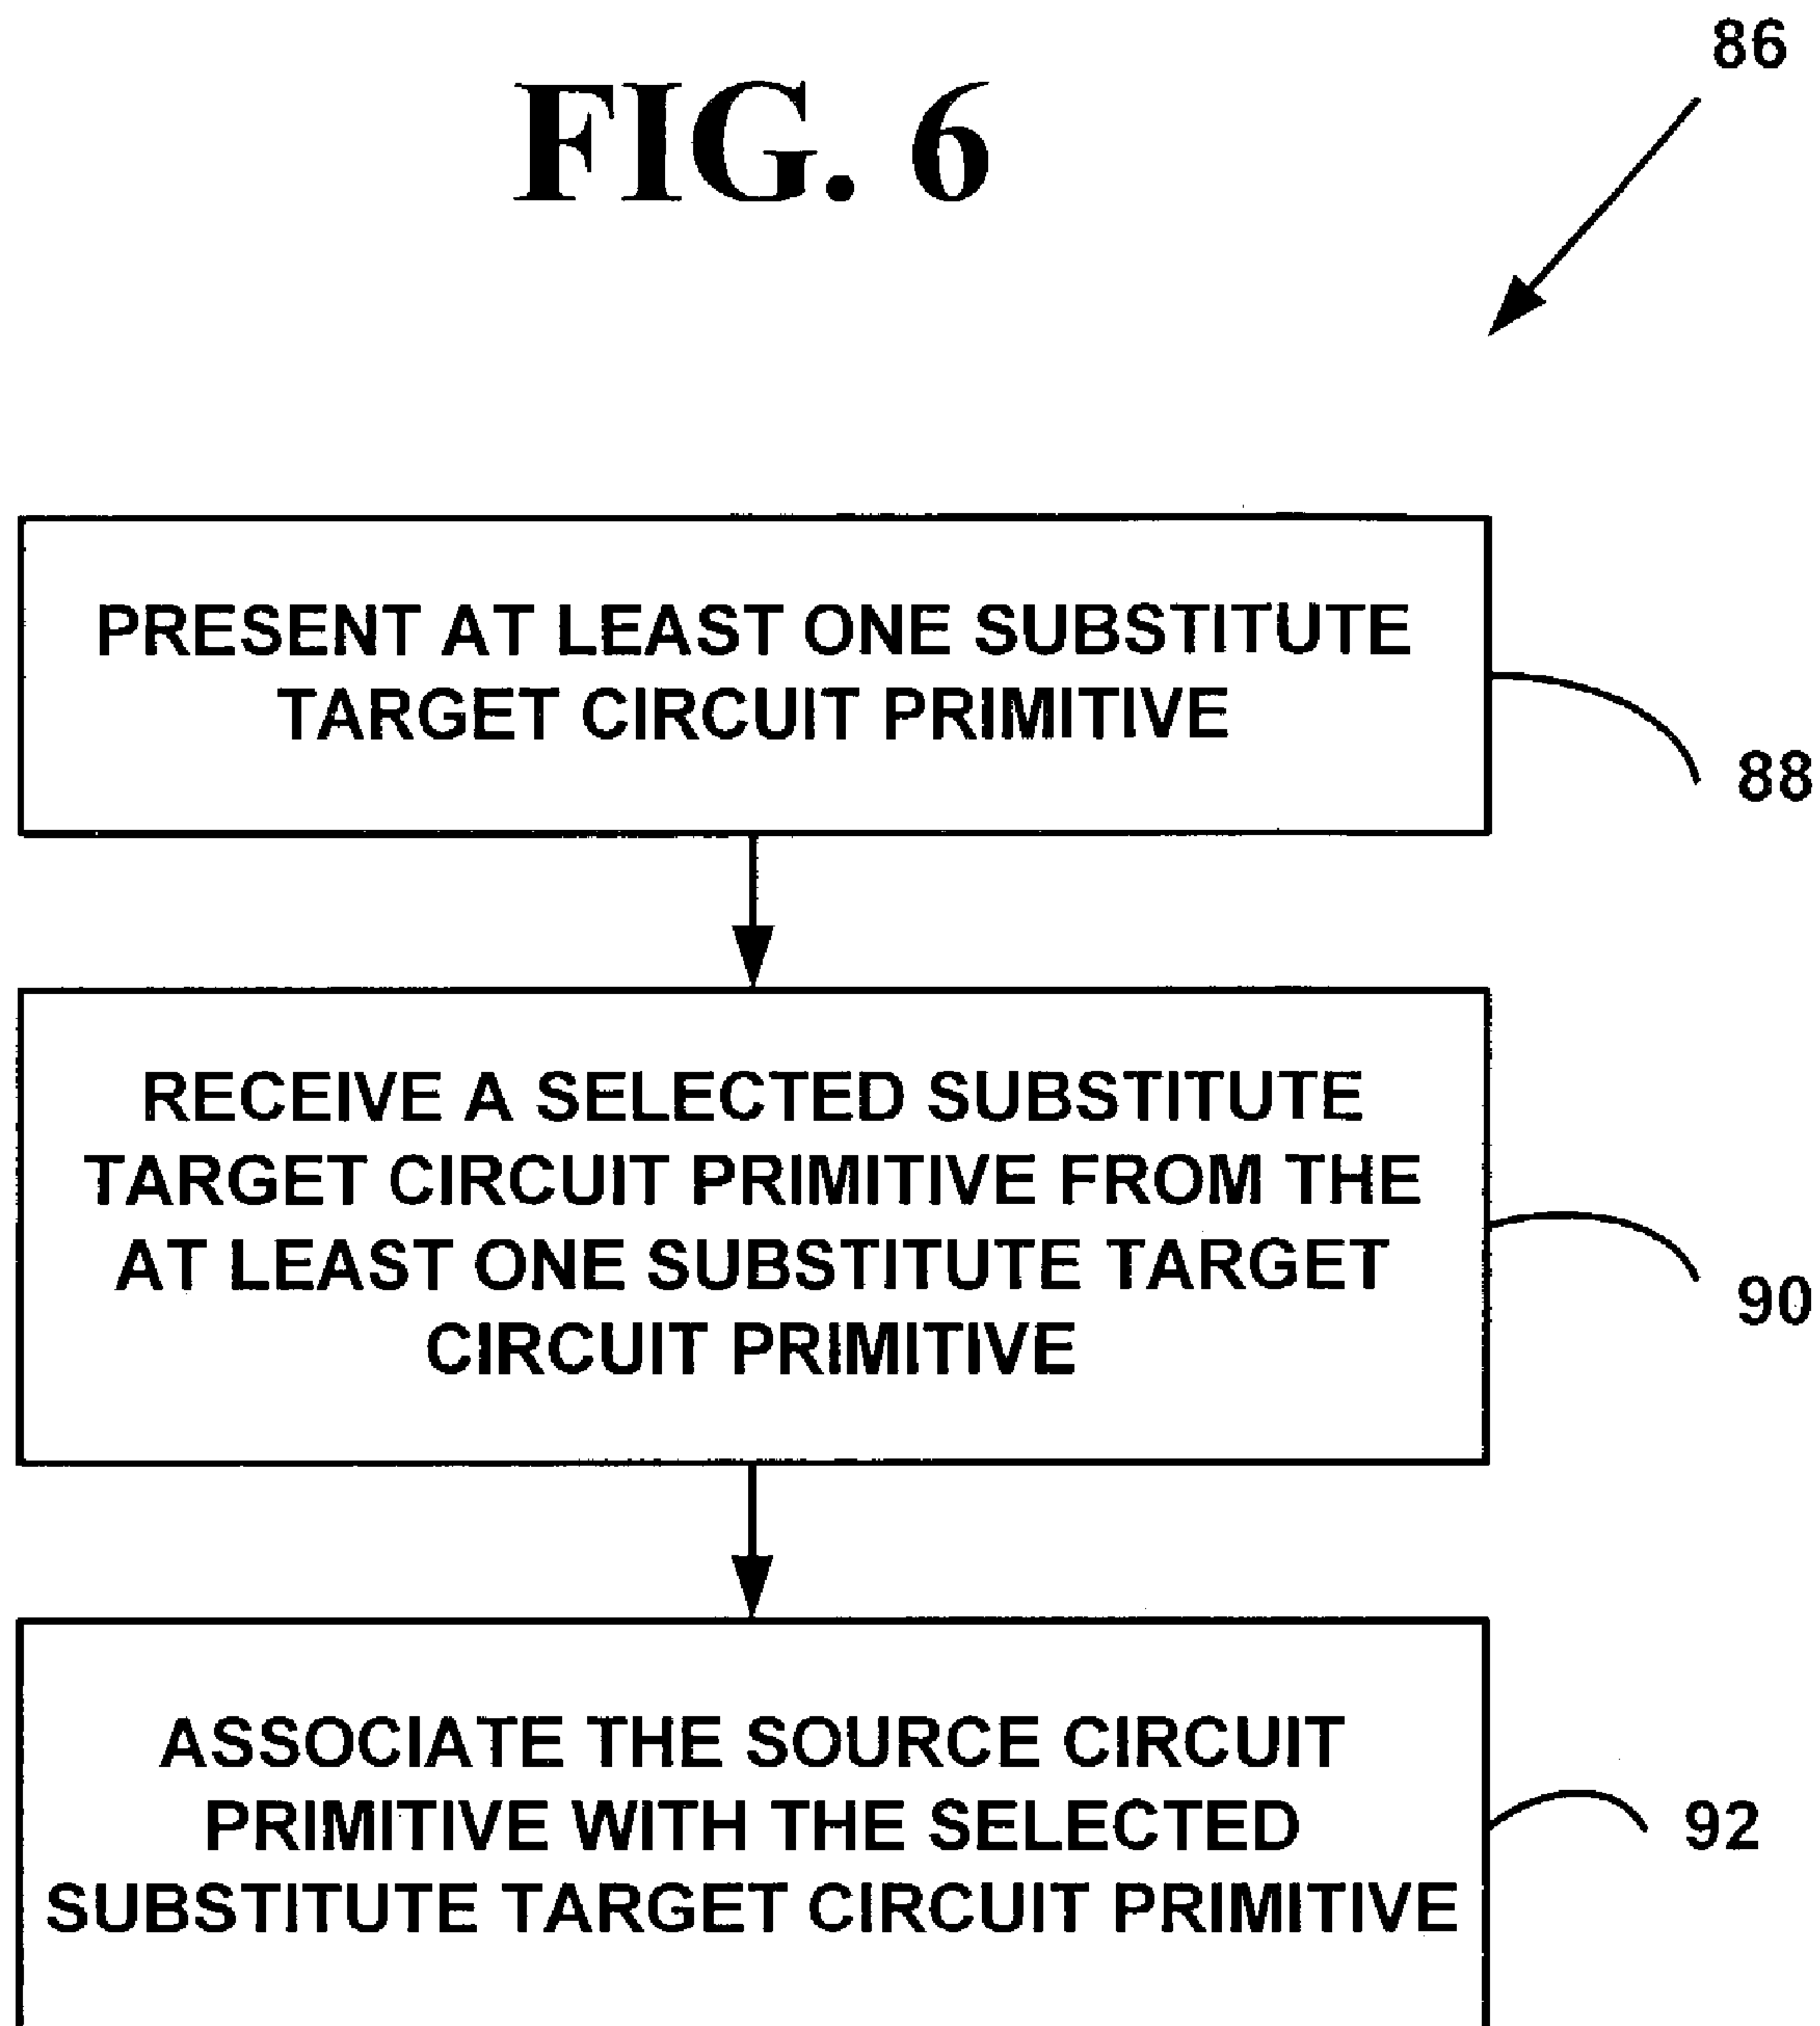 86
FIG. 6
PRESENT AT LEAST ONE SUBSTITUTE
TARGET CIRCUIT PRIMITIVE
88
RECEIVE A SELECTED SUBSTITUTE
TARGET CIRCUIT PRIMITIVE FROM THE
AT LEAST ONE SUBSTITUTE TARGET
CIRCUIT PRIMITIVE
90
ASSOCIATE THE SOURCE CIRCUIT
PRIMITIVE WITH THE SELECTED
SUBSTITUTE TARGET CIRCUIT PRIMITIVE
92